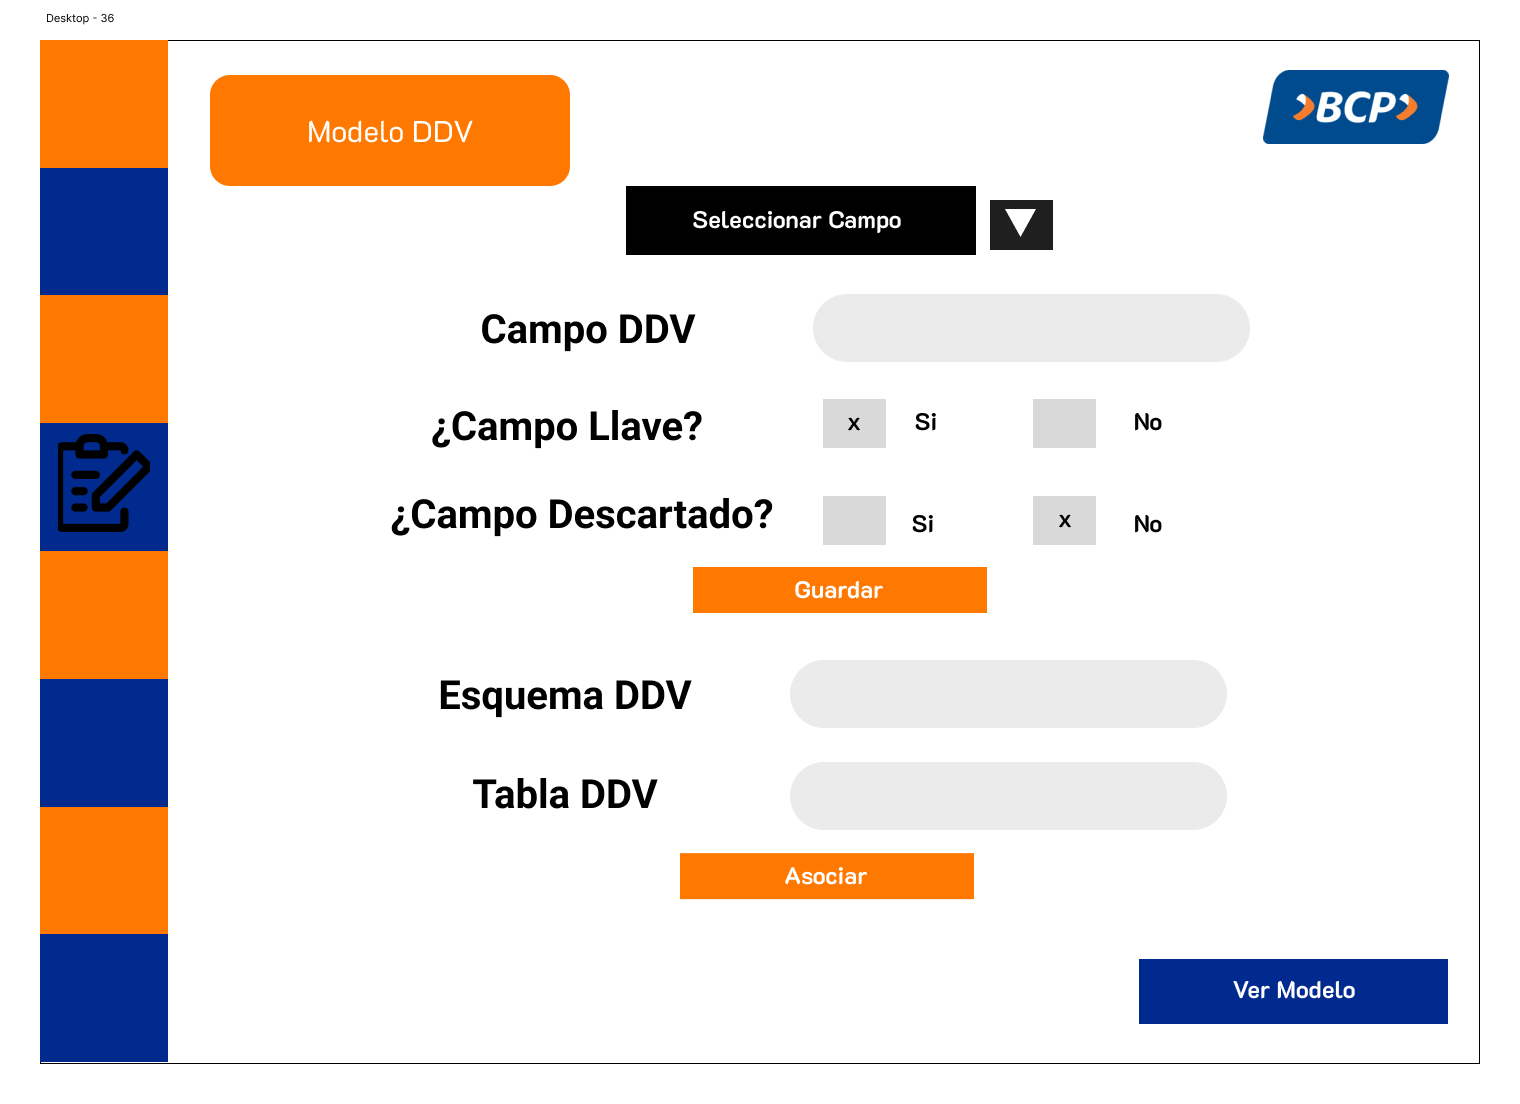 Desktop - 36
Modelo DDV
BCP
Seleccionar Campo
Campo DDV
¿Campo Llave?
x
Si
No
¿Campo Descartado?
Si
x
No
Guardar
Esquema DDV
Tabla DDV
Asociar
Ver Modelo